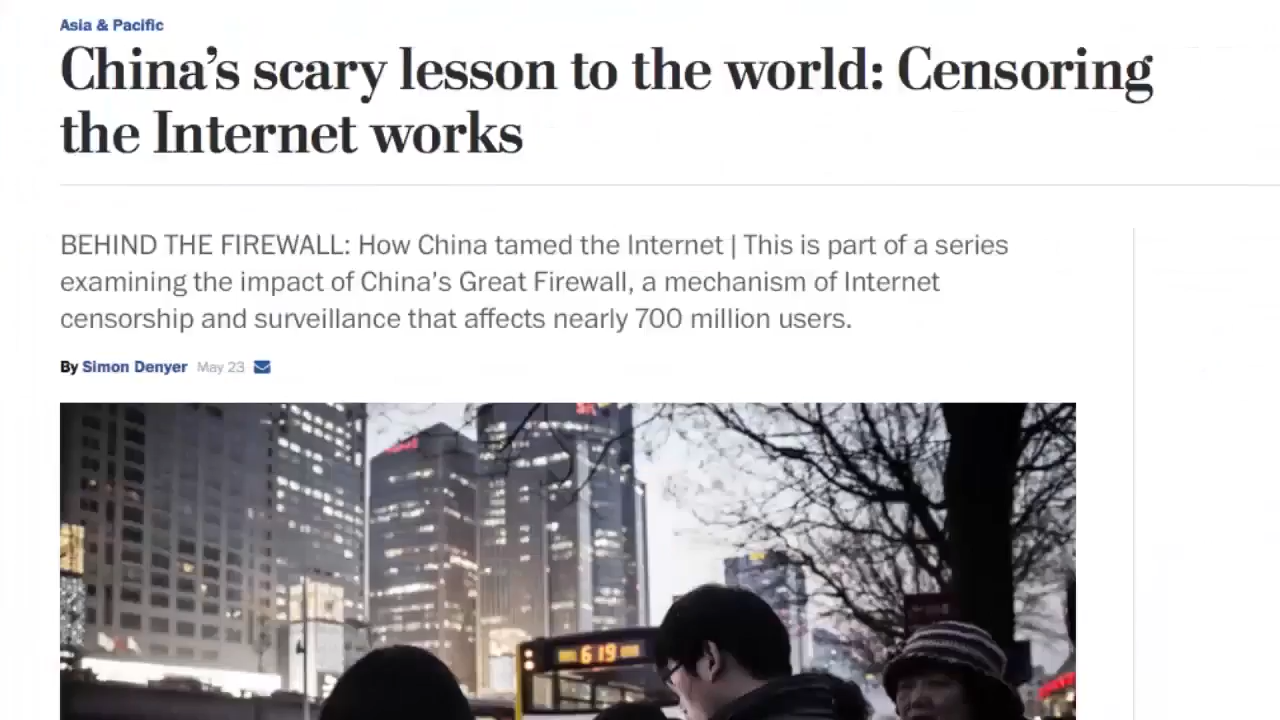 Asia & Pacific
China’s scary lesson to the world: Censoring
the Internet works
BEHIND THE FIREWALL: How China tamed the Internet | This is part of a series
examining the impact of China’s Great Firewall, a mechanism of Internet
censorship and surveillance that affects nearly 700 million users.
By Simon Denyer May 23
619